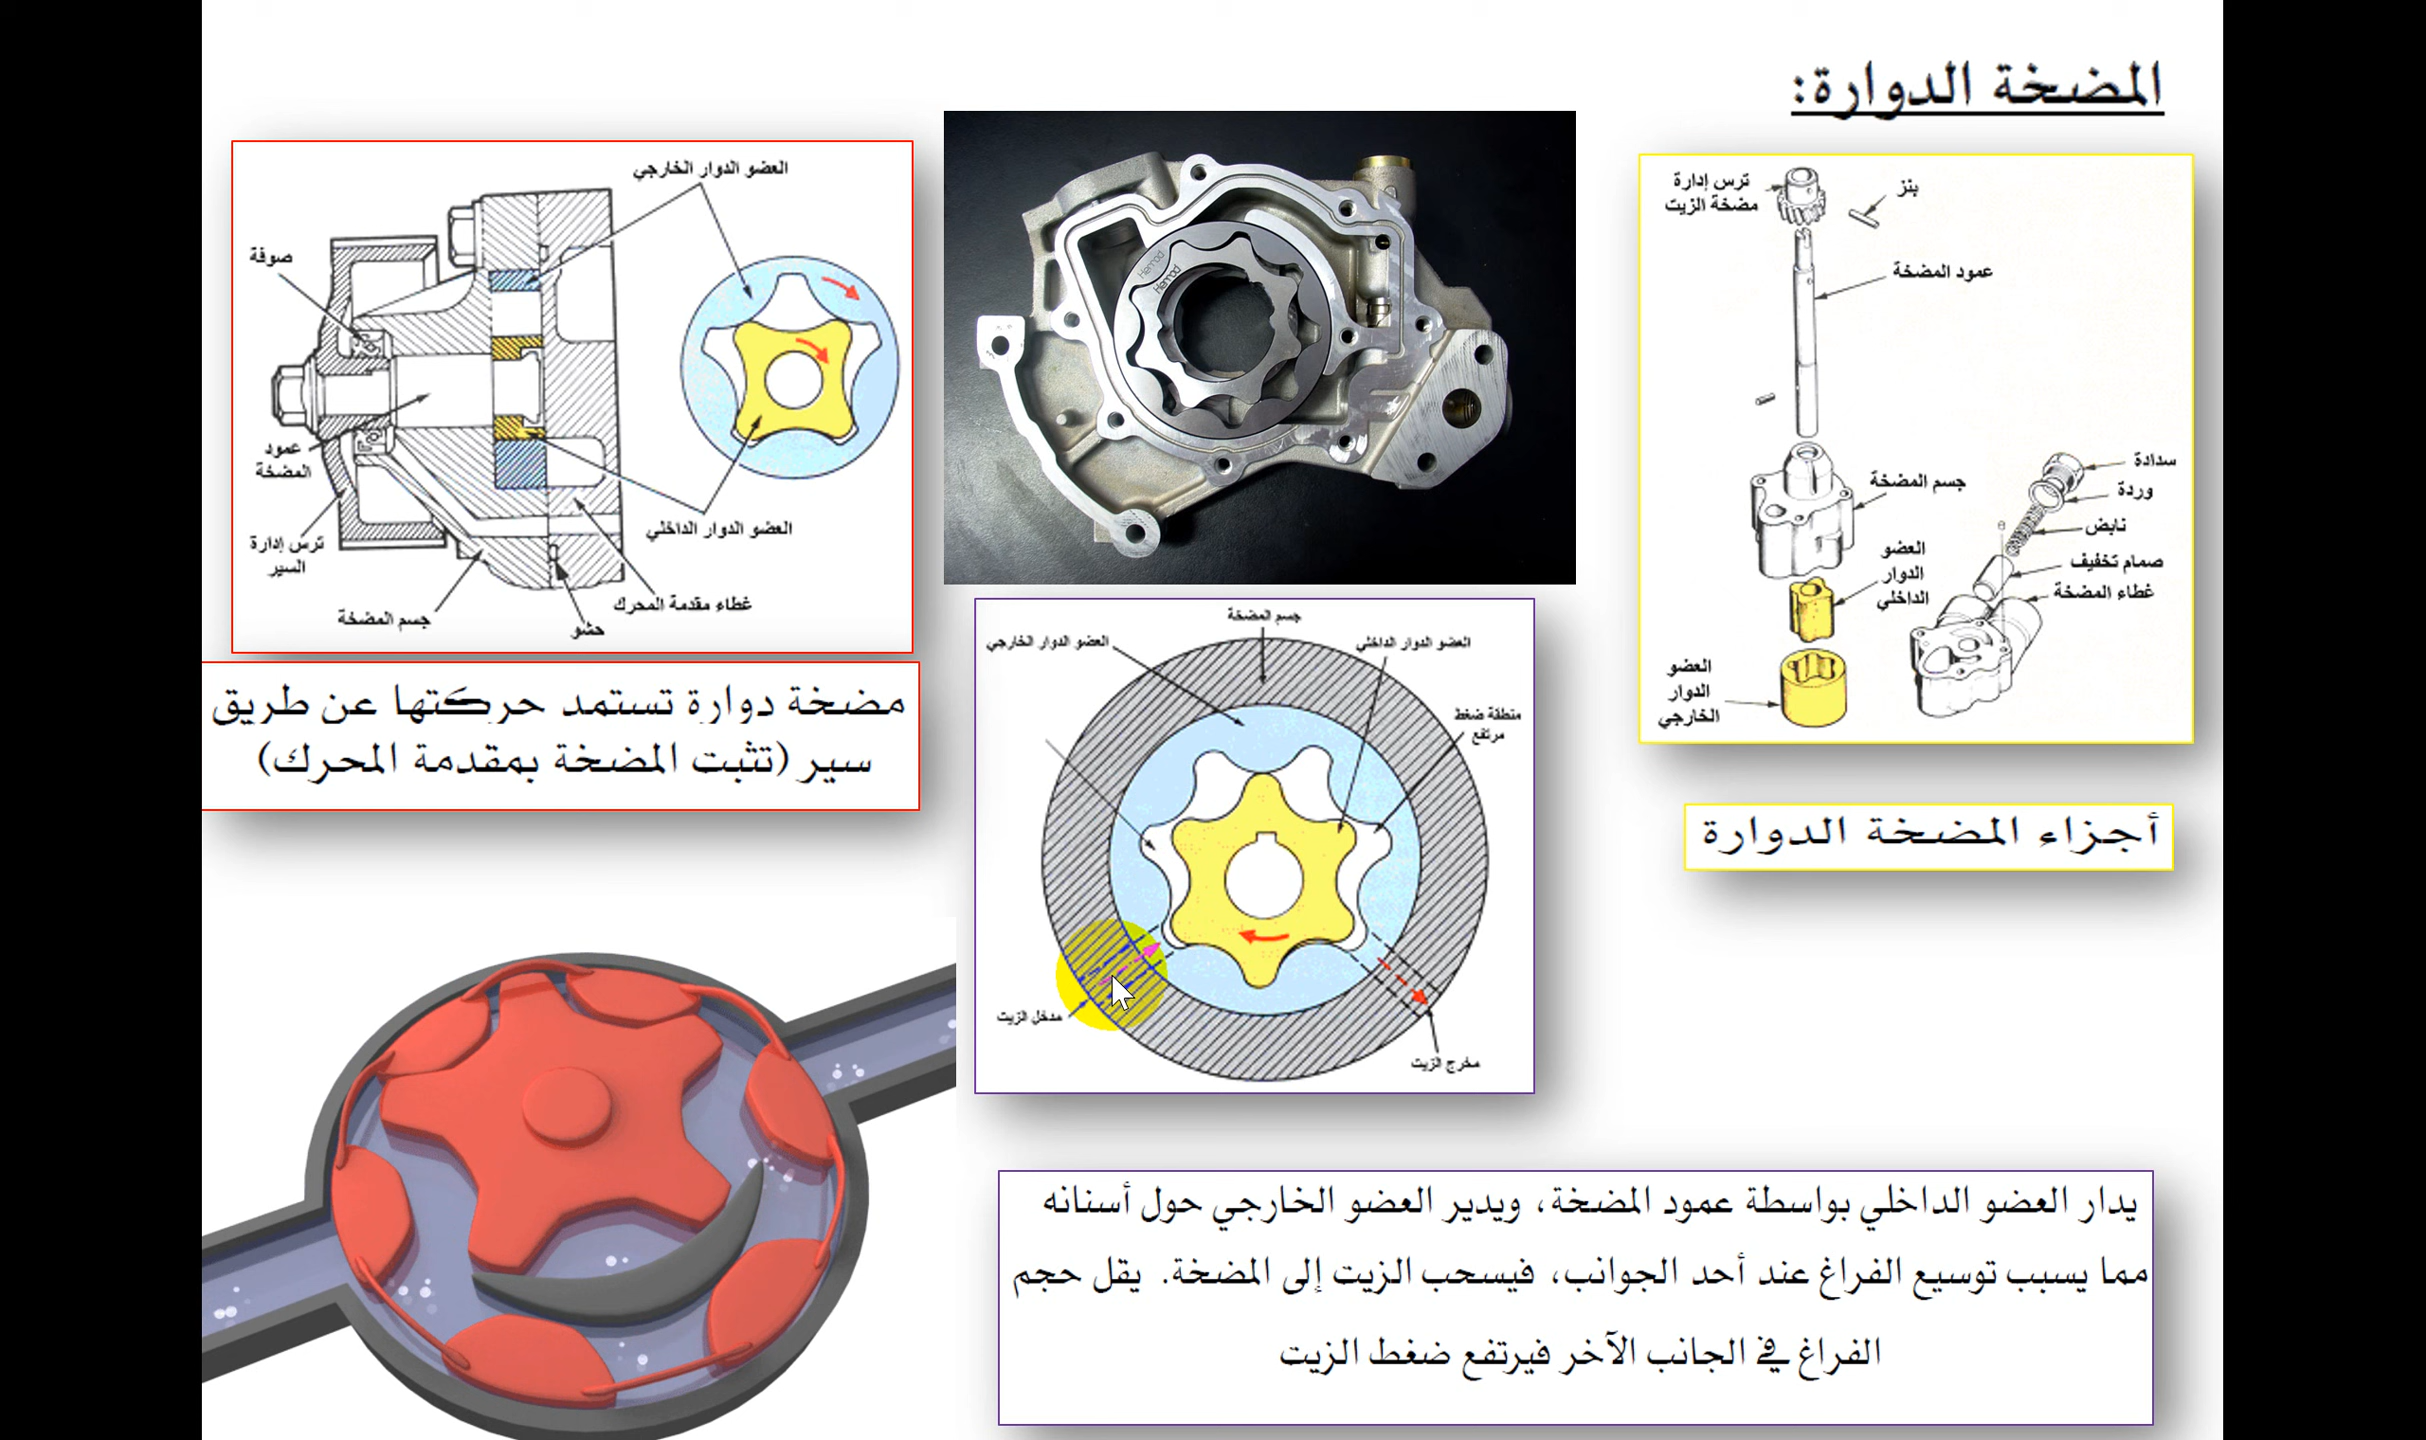 المضخة الدوارة:
ترس إدارة
مضخة الزيت
بنز
عمود المضخة
جسم المضخة
سدادة
وردة
نابض
صمام تخفيف
غطاء المضخة
العضو
الدوار
الداخلي
العضو
الدوار
الخارجي
أجزاء المضخة الدوارة
Hemrod
Hemrod
العضو الدوار الخارجي
صوفة
عمود
المضخة
العضو الدوار الداخلي
ترس إدارة
السير
غطاء مقدمة المحرك
جسم المضخة
حشو
مضخة دوارة تستمد حركتها عن طريق
سير (تثبت المضخة بمقدمة المحرك)
جسم المضخة
العضو الدوار الداخلي
العضو الدوار الخارجي
منطقة ضغط
مرتفع
مدخل الزيت
مخرج الزيت
يدار العضو الداخلي بواسطة عمود المضخة، ويدير العضو الخارجي حول أسنانه
مما يسبب توسيع الفراغ عند أحد الجوانب، فيسحب الزيت إلى المضخة. يقل حجم
الفراغ في الجانب الآخر فيرتفع ضغط الزيت